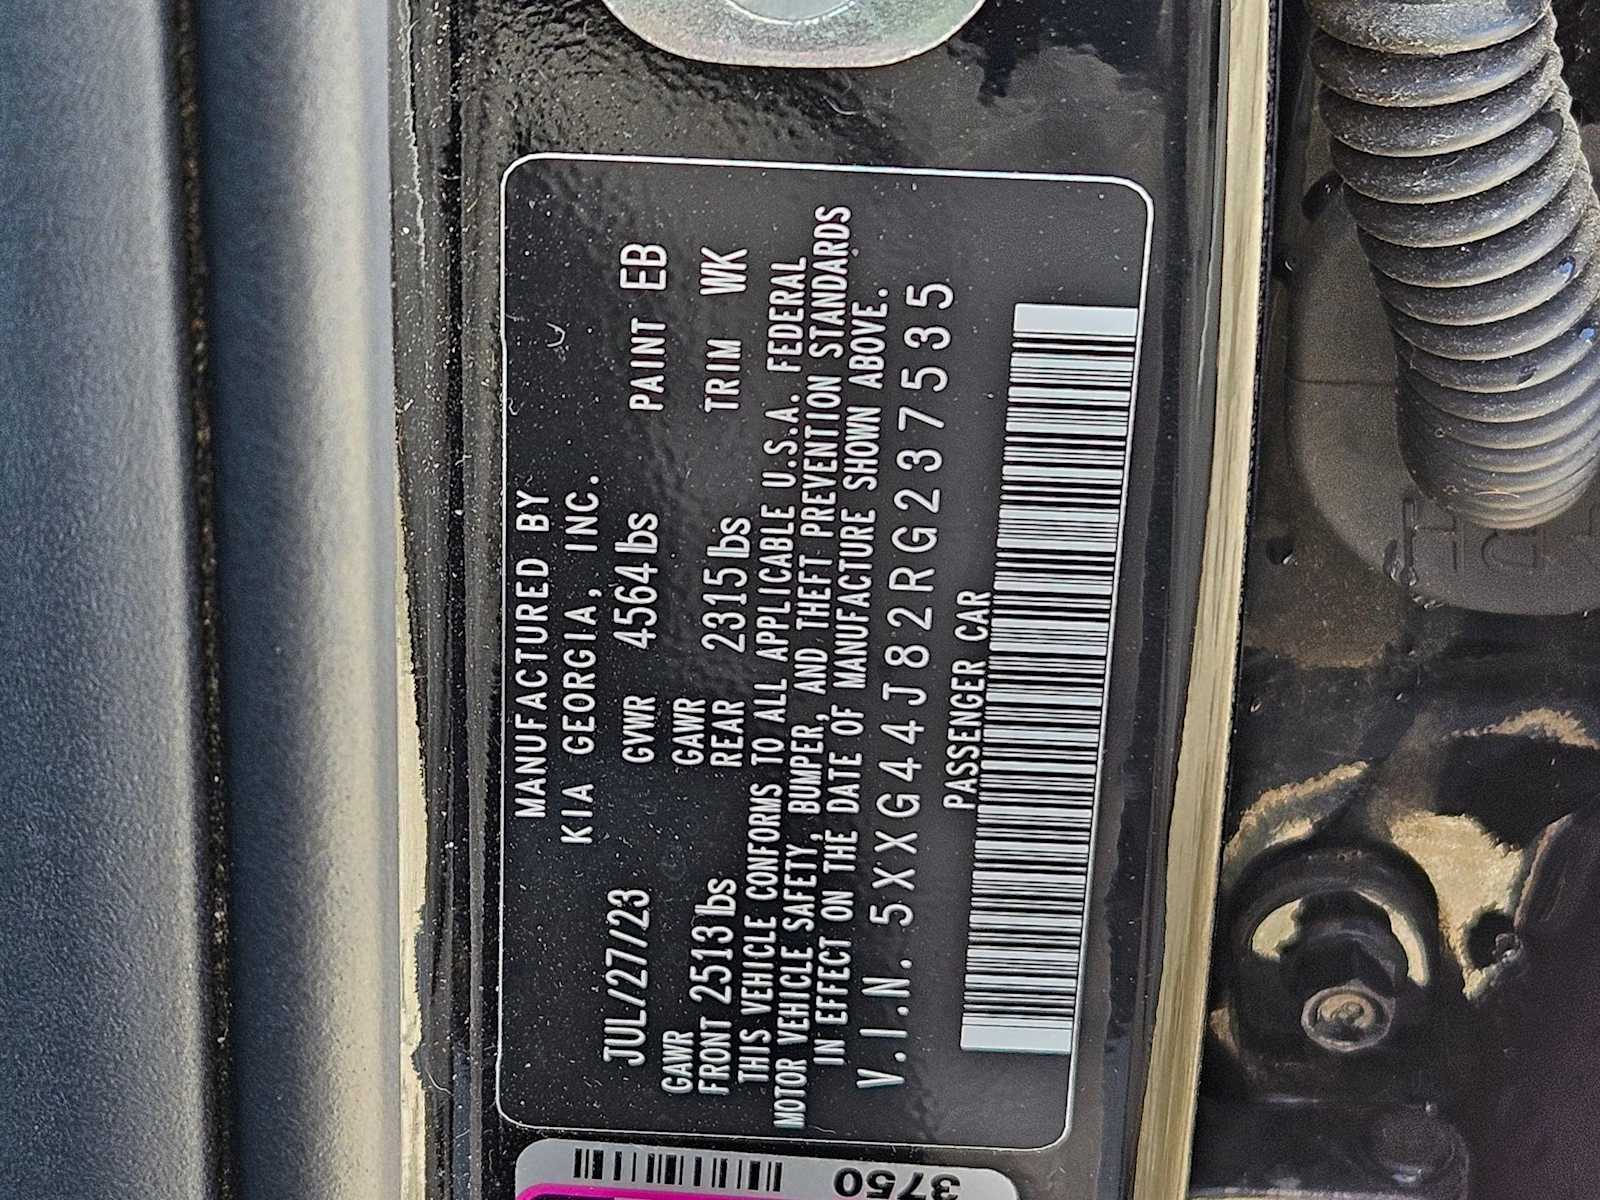 MANUFACTURED BY
KIA GEORGIA, INC.
JUL/27/23 GVWR 4564 lbs PAINT EB
GAWR FRONT 2513 lbs GAWR REAR 2315 lbs TRIM WK
THIS VEHICLE CONFORMS TO ALL APPLICABLE U.S.A. FEDERAL
MOTOR VEHICLE SAFETY, BUMPER, AND THEFT PREVENTION STANDARDS
IN EFFECT ON THE DATE OF MANUFACTURE SHOWN ABOVE.
V.I.N. 5XXG44J82RG237535
PASSENGER CAR
3750